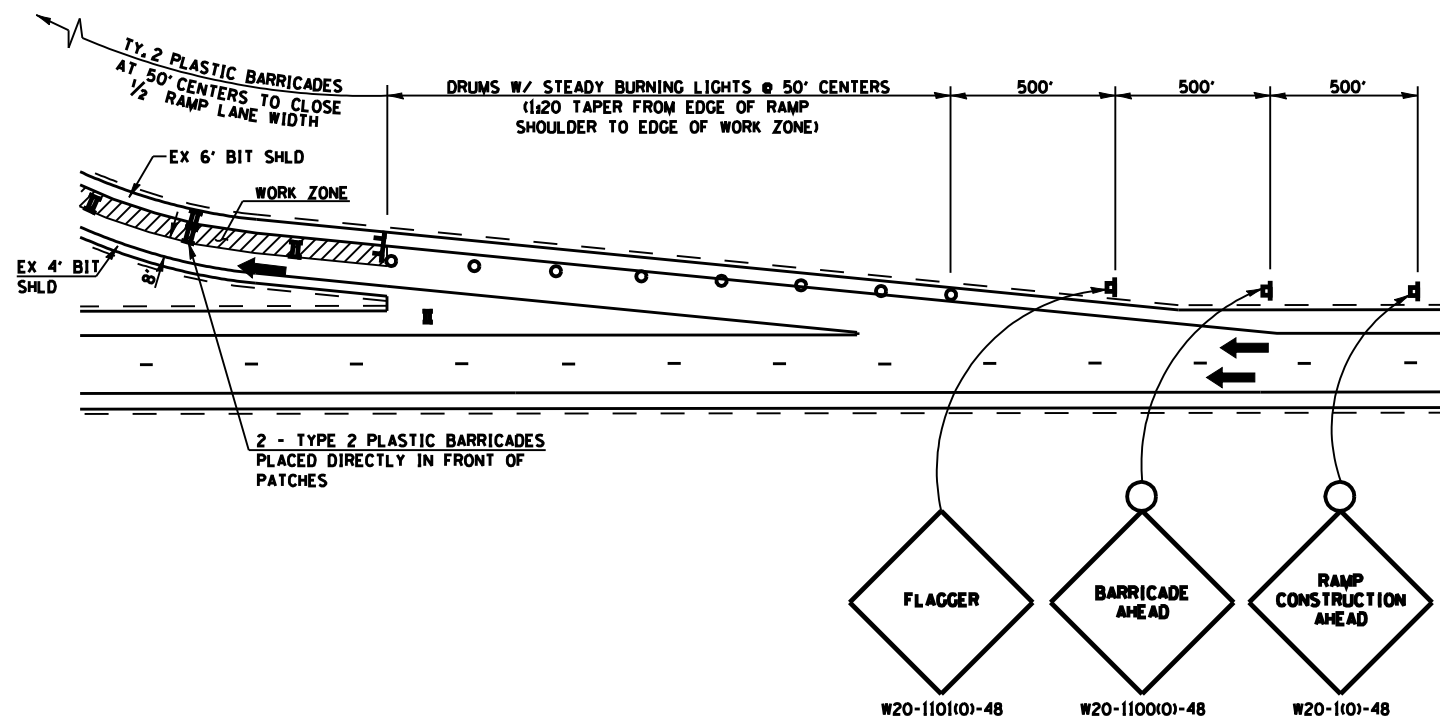 TY. 2 PLASTIC BARRICADES
AT 50' CENTERS TO CLOSE
1/2 RAMP LANE WIDTH
DRUMS W/ STEADY BURNING LIGHTS @ 50' CENTERS
(1:20 TAPER FROM EDGE OF RAMP
SHOULDER TO EDGE OF WORK ZONE)
500'
500'
500'
EX 6' BIT SHLD
WORK ZONE
EX 4' BIT
SHLD
8'
2 - TYPE 2 PLASTIC BARRICADES
PLACED DIRECTLY IN FRONT OF
PATCHES
FLAGGER
BARRICADE
AHEAD
RAMP
CONSTRUCTION
AHEAD
W20-1101(O)-48
W20-1100(O)-48
W20-1(O)-48